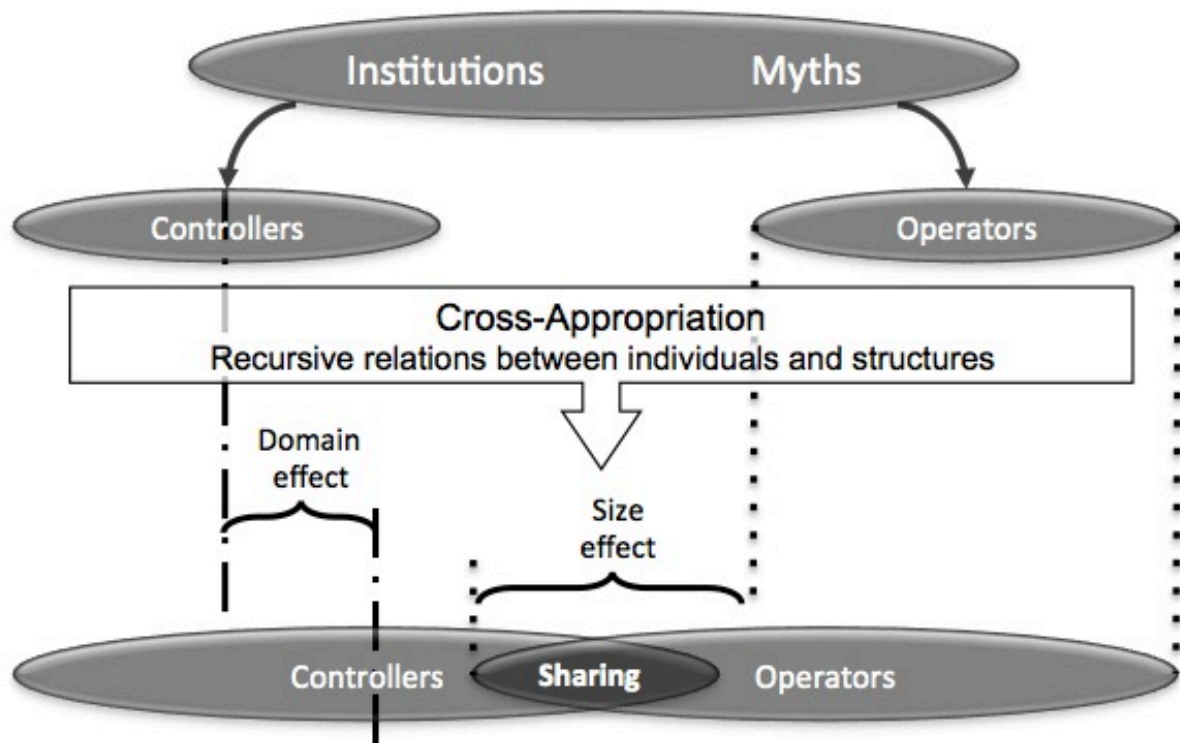 Institutions Myths
Controllers Operators
Cross-Appropriation
Recursive relations between individuals and structures
Domain
effect
Size
effect
Controllers Sharing Operators